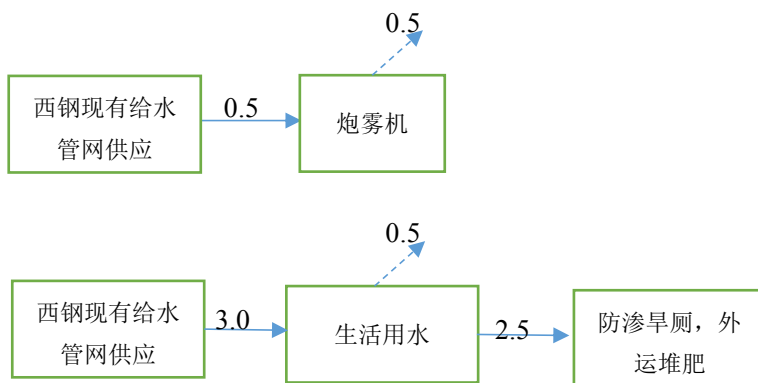 0.5
西钢现有给水
管网供应
0.5
炮雾机
0.5
西钢现有给水
管网供应
3.0
生活用水
2.5
防渗旱厕，外
运堆肥